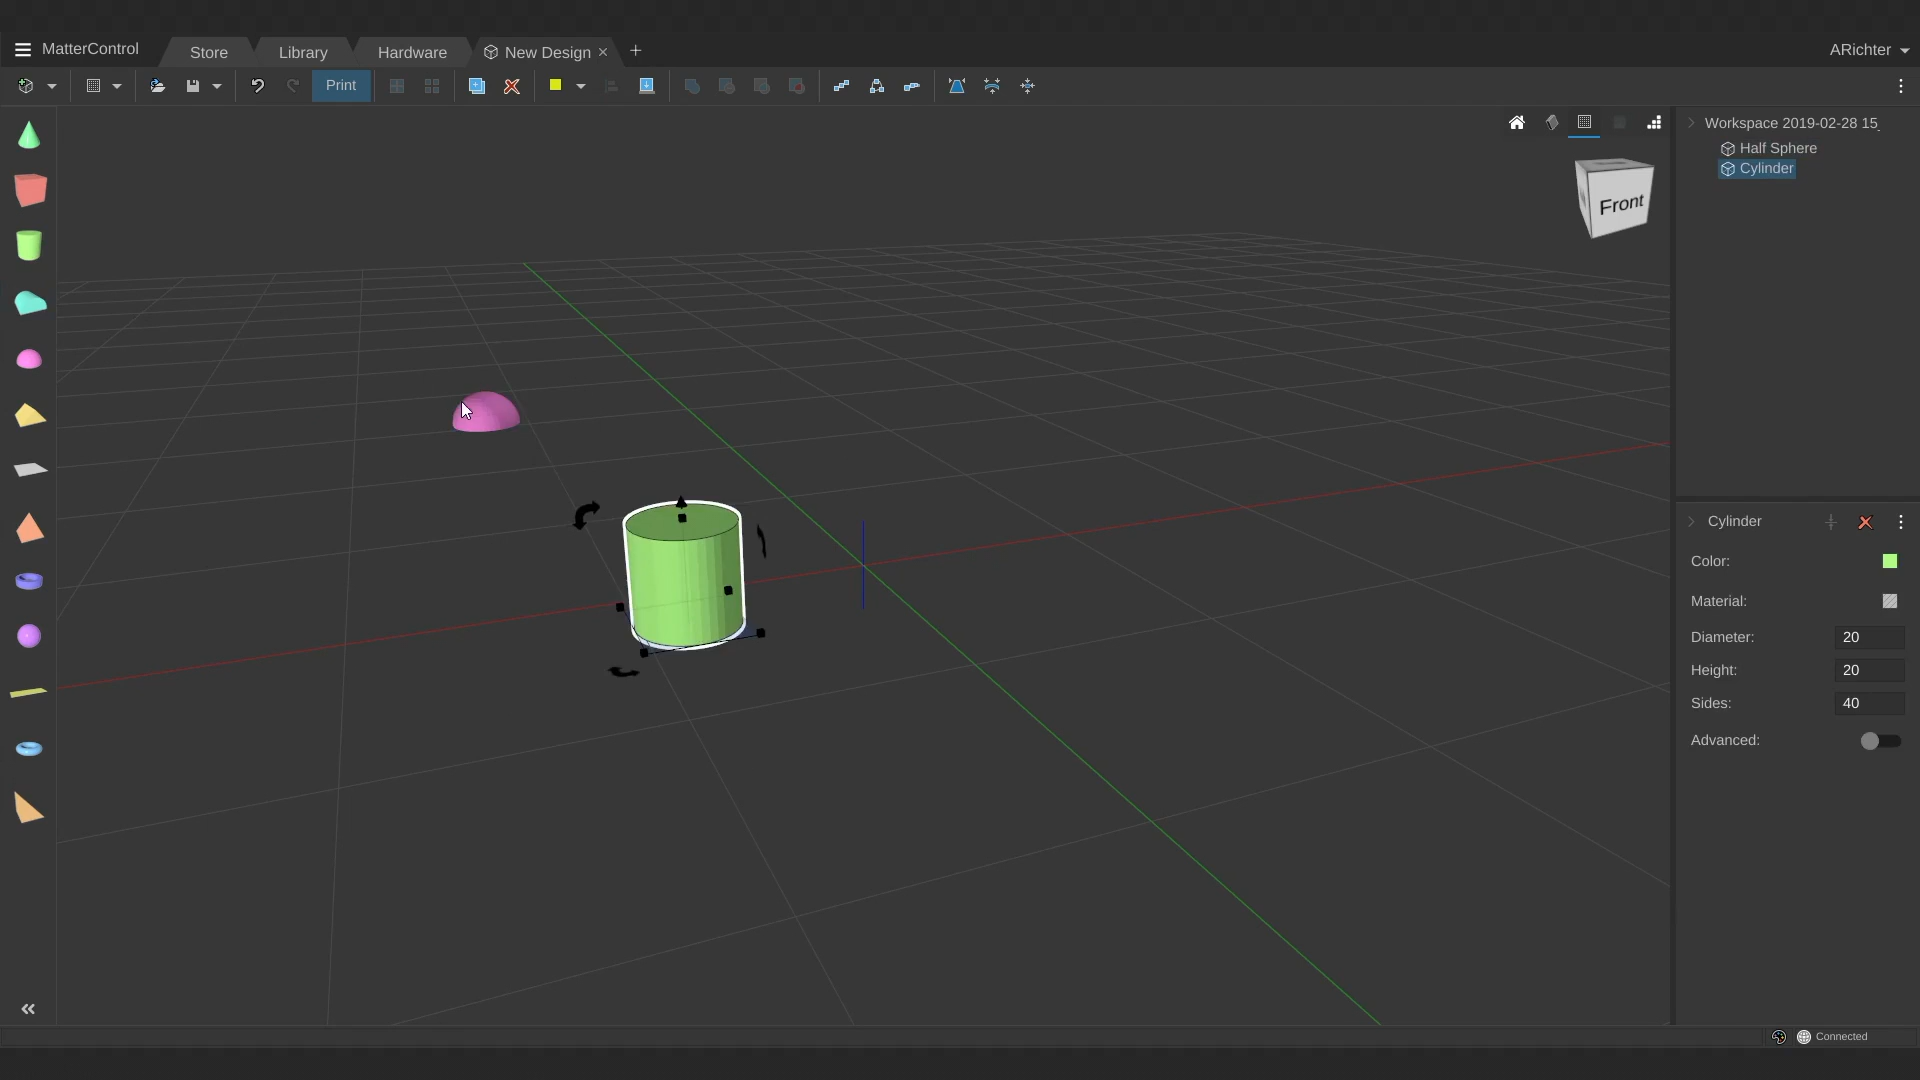 MatterControl
Store
Library
Hardware
New Design
ARichter
Print
Workspace 2019-02-28 15_
Half Sphere
Cylinder
Front
Cylinder
Color:
Material:
Diameter: 20
Height: 20
Sides: 40
Advanced:
Connected